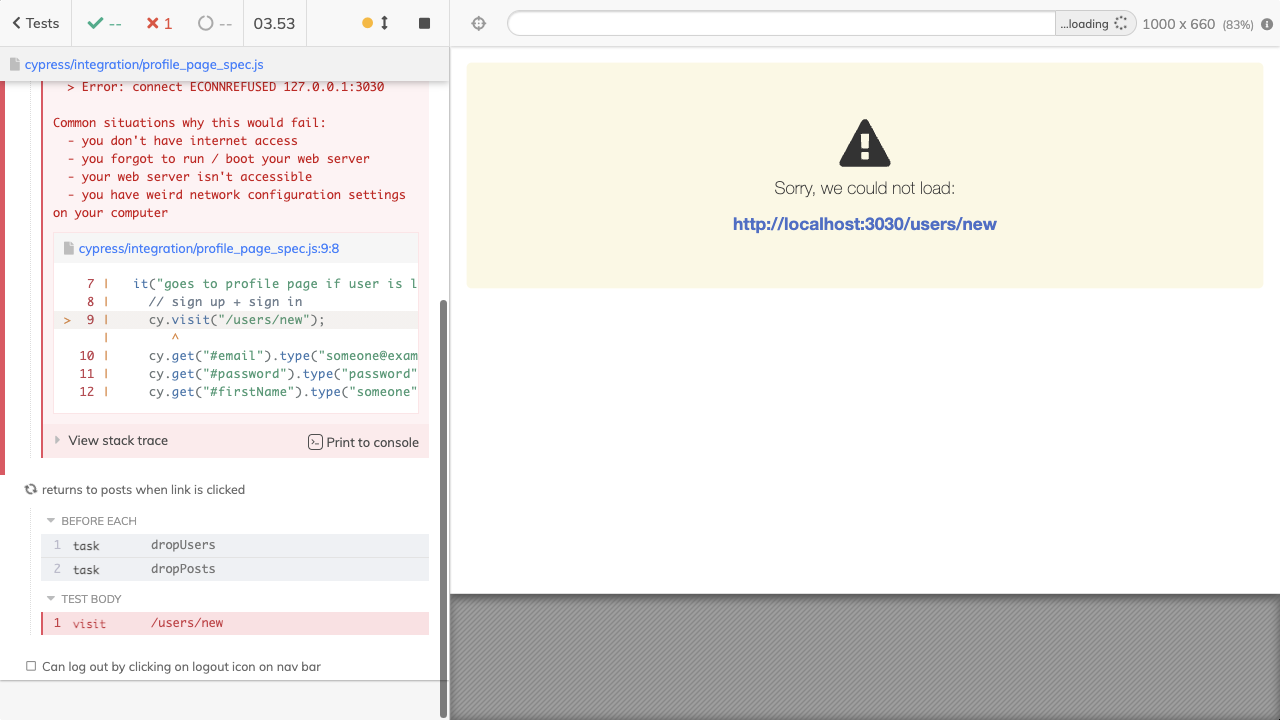 Tests -- 1 -- 03.53 ...loading 1000 x 660 (83%)
cypress/integration/profile_page_spec.js
> Error: connect ECONNREFUSED 127.0.0.1:3030
Common situations why this would fail:
- you don't have internet access
- you forgot to run / boot your web server
- your web server isn't accessible
- you have weird network configuration settings
on your computer
cypress/integration/profile_page_spec.js:9:8
7 | it("goes to profile page if user is l
8 | // sign up + sign in
> 9 | cy.visit("/users/new");
| ^
10 | cy.get("#email").type("someone@exam
11 | cy.get("#password").type("password"
12 | cy.get("#firstName").type("someone"
View stack trace Print to console
returns to posts when link is clicked
BEFORE EACH
1 task dropUsers
2 task dropPosts
TEST BODY
1 visit /users/new
Can log out by clicking on logout icon on nav bar
Sorry, we could not load:
http://localhost:3030/users/new